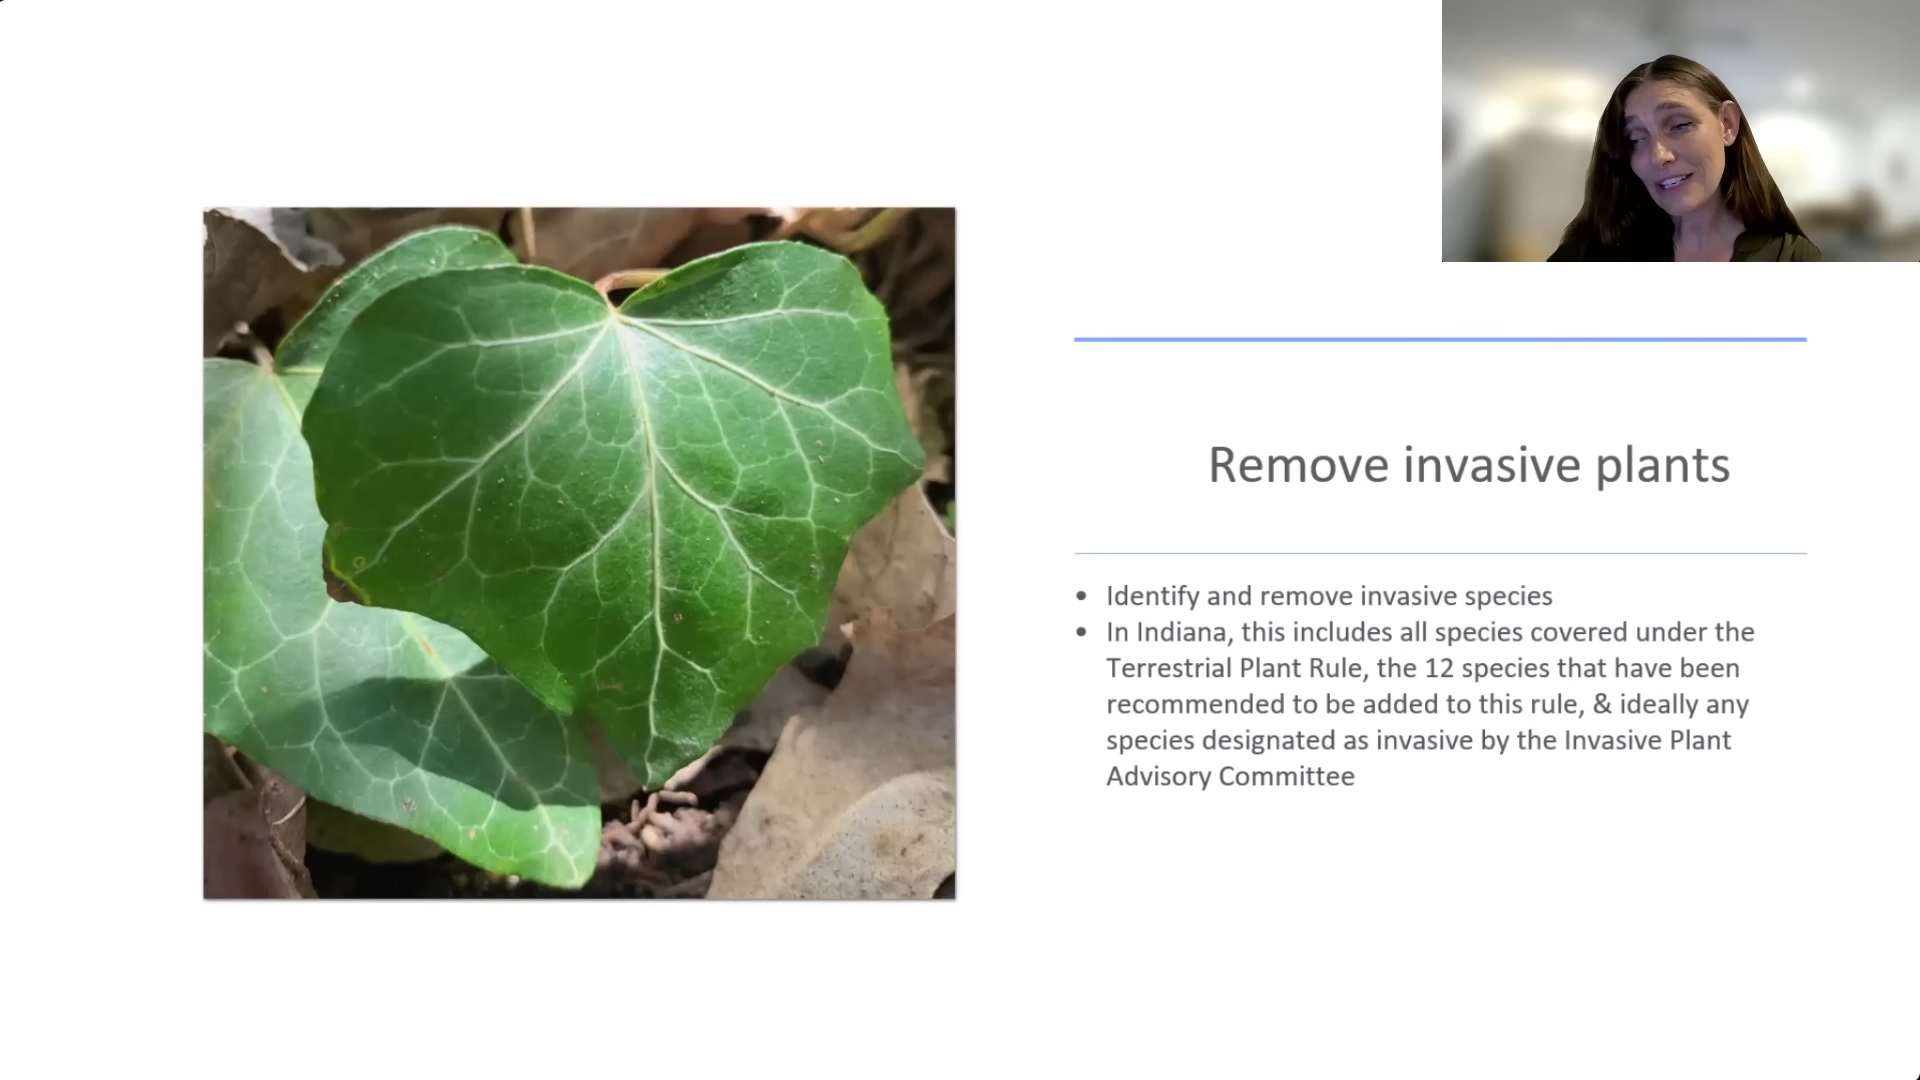 Remove invasive plants
• Identify and remove invasive species
• In Indiana, this includes all species covered under the
Terrestrial Plant Rule, the 12 species that have been
recommended to be added to this rule, & ideally any
species designated as invasive by the Invasive Plant
Advisory Committee